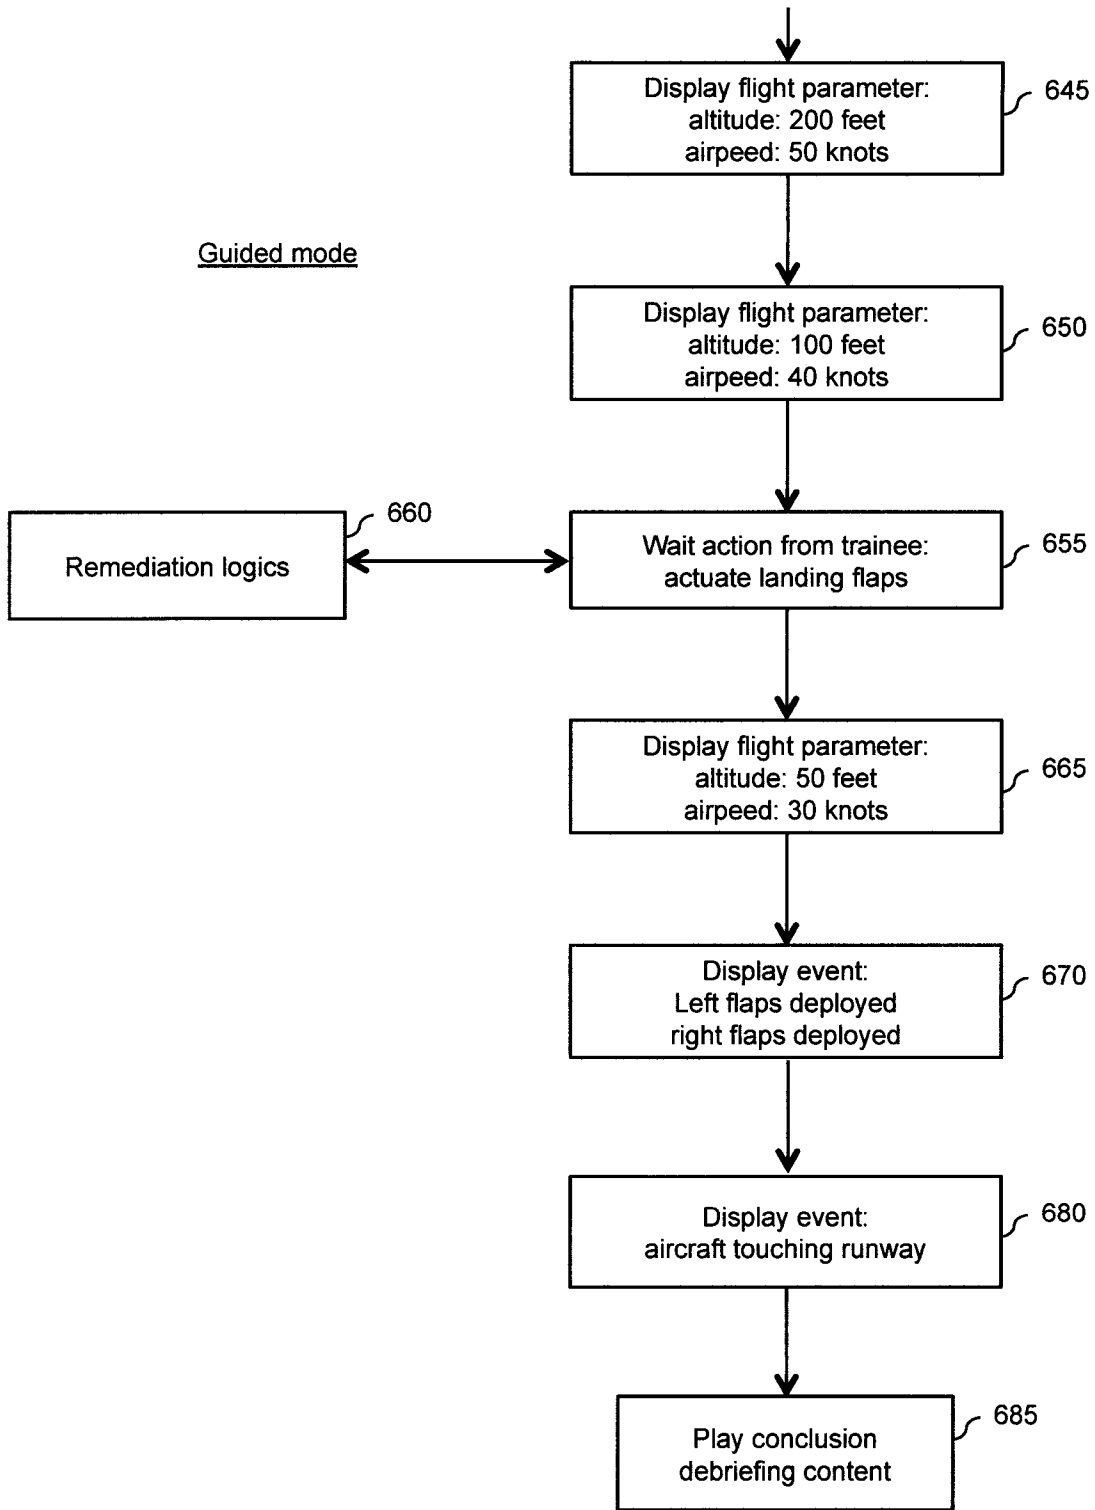 Display flight parameter:
altitude: 200 feet
airpeed: 50 knots
645
Guided mode
Display flight parameter:
altitude: 100 feet
airpeed: 40 knots
650
660
Remediation logics
Wait action from trainee:
actuate landing flaps
655
Display flight parameter:
altitude: 50 feet
airpeed: 30 knots
665
Display event:
Left flaps deployed
right flaps deployed
670
Display event:
aircraft touching runway
680
Play conclusion
debriefing content
685